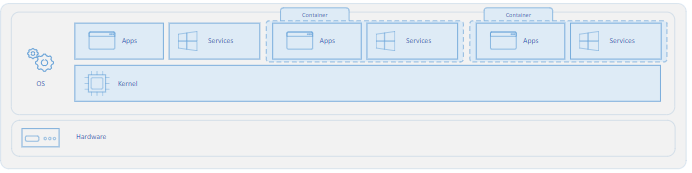 Container
Container
Apps
Services
Apps
Services
Apps
Services
OS
Kernel
Hardware